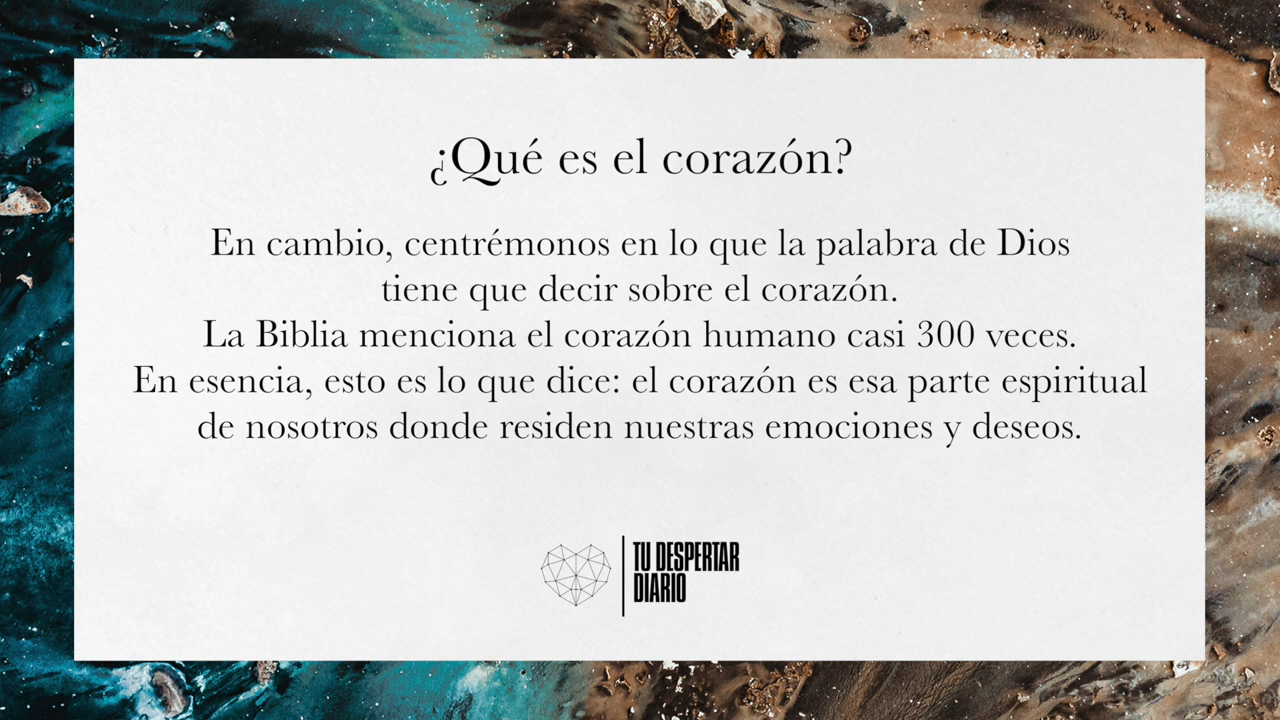 ¿Qué es el corazón?
En cambio, centrémonos en lo que la palabra de Dios
tiene que decir sobre el corazón.
La Biblia menciona el corazón humano casi 300 veces.
En esencia, esto es lo que dice: el corazón es esa parte espiritual
de nosotros donde residen nuestras emociones y deseos.
TU DESPERTAR
DIARIO